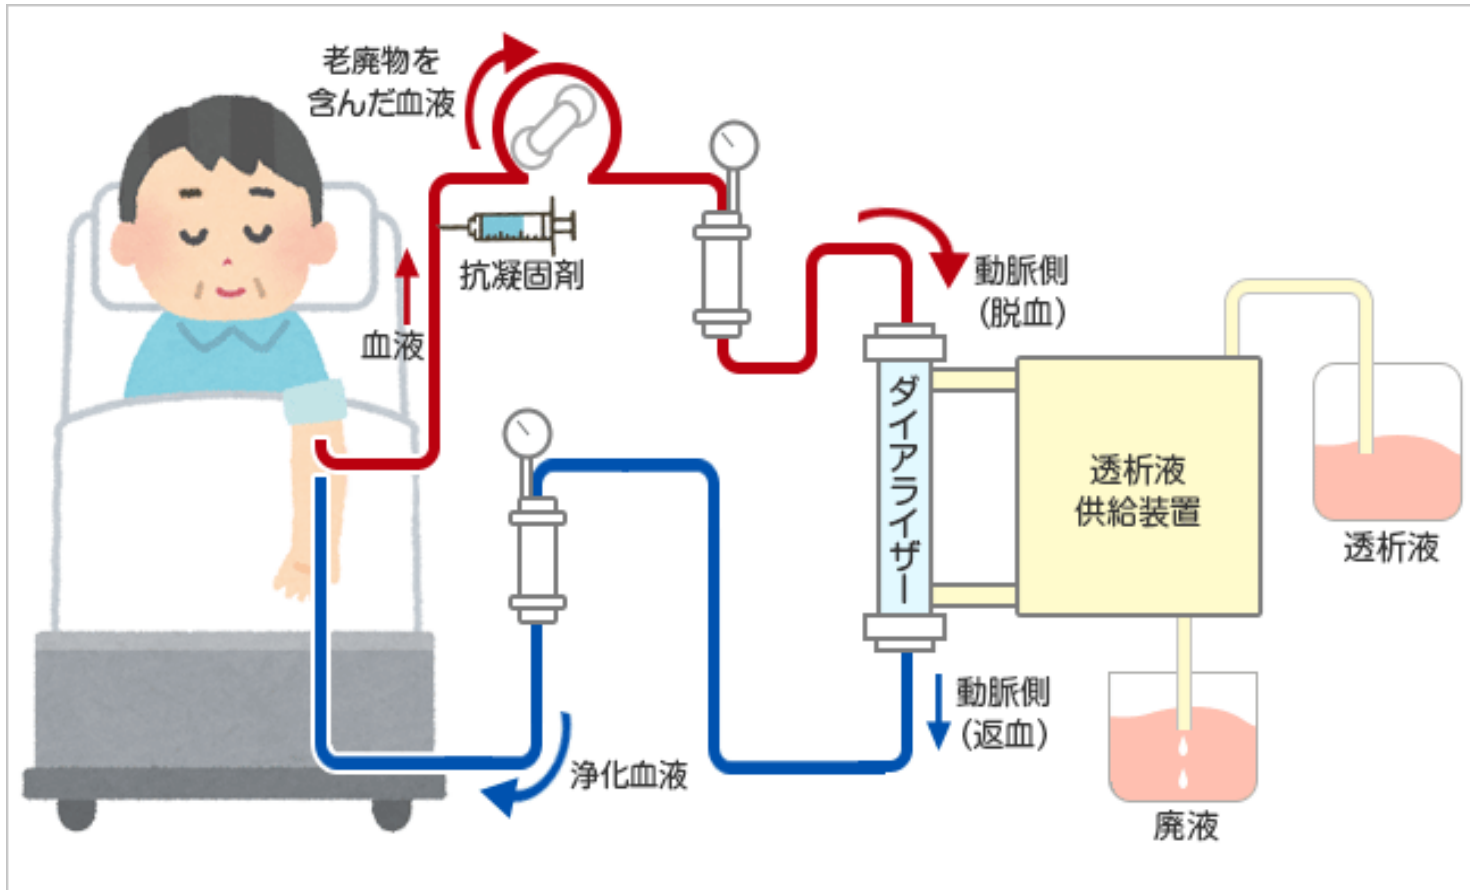 老廃物を
含んだ血液
抗凝固剤
血液
動脈側
(脱血)
ダイアライザー
透析液
供給装置
透析液
動脈側
(返血)
浄化血液
廃液